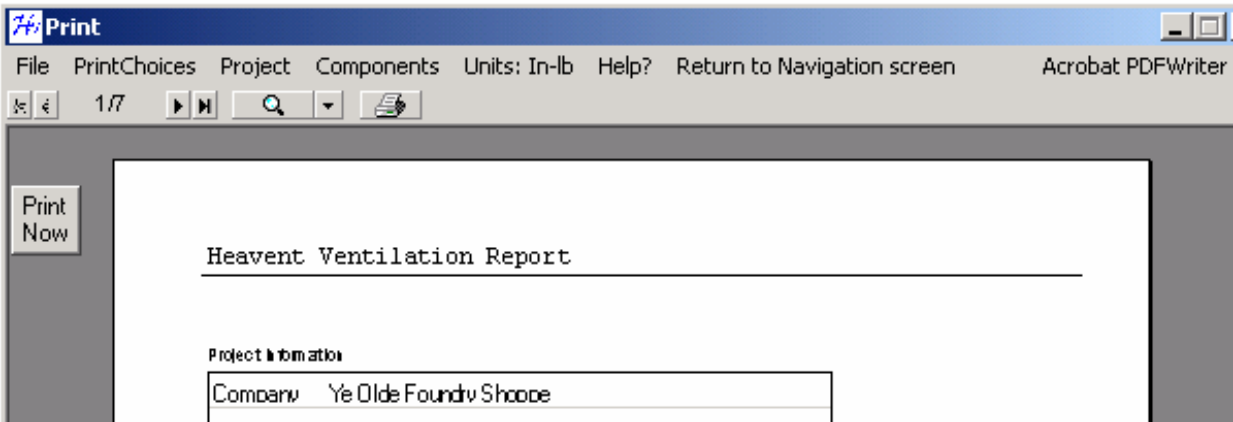 Hv Print
File PrintChoices Project Components Units: In-lb Help? Return to Navigation screen Acrobat PDFWriter
1/7
Print
Now
Heavent Ventilation Report
Project Information
Company Ye Olde Foundry Shoppe